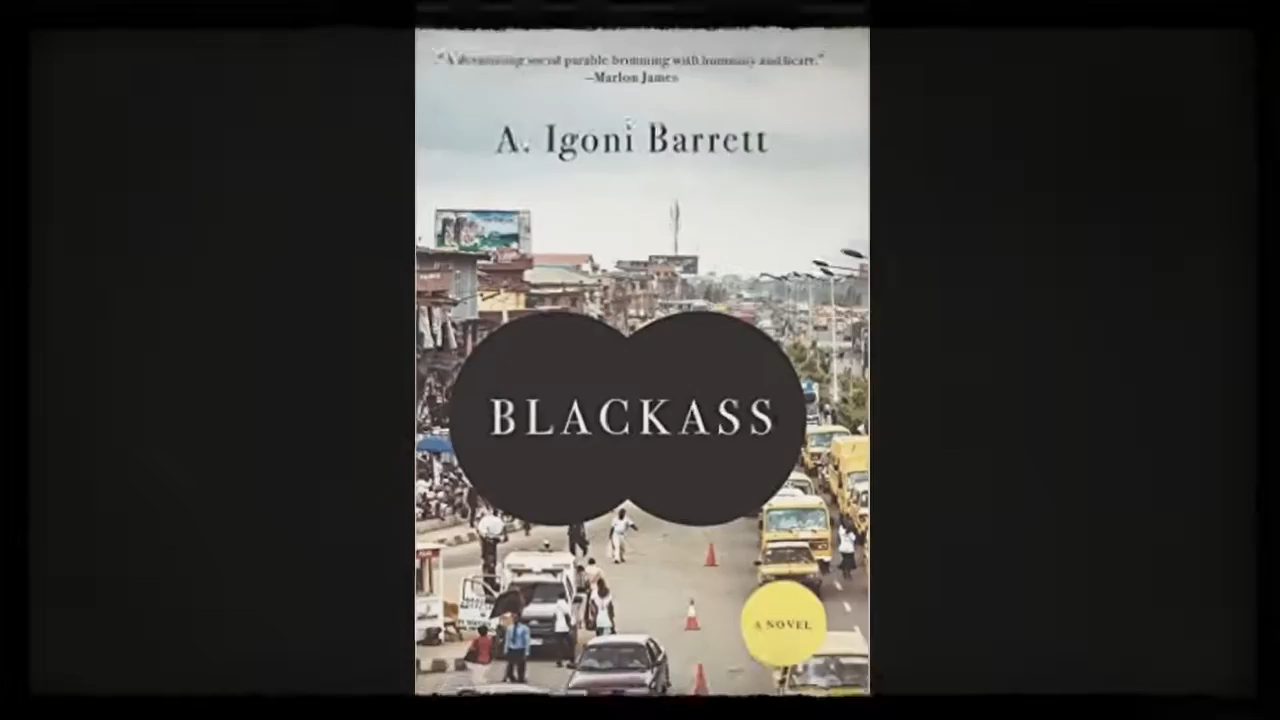 "A devastating social parable brimming with humanity and heart."
—Marlon James
A. Igoni Barrett
BLACKASS
A NOVEL